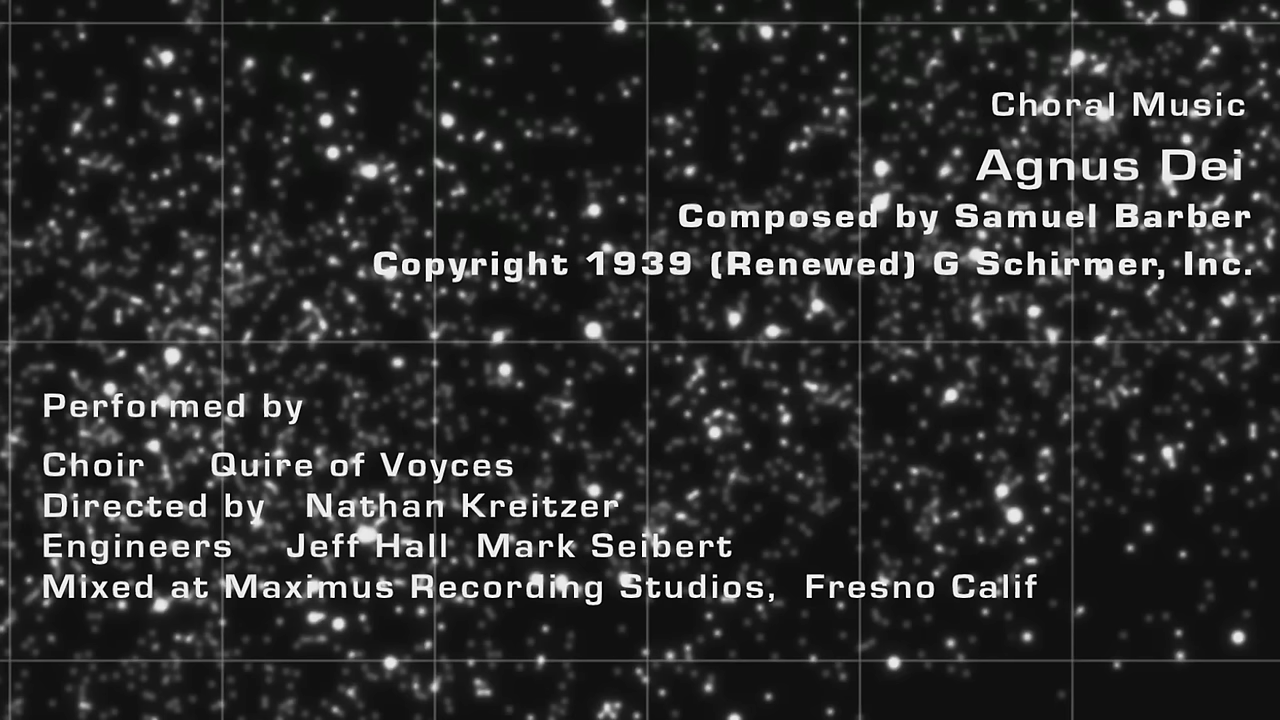 Choral Music
Agnus Dei
Composed by Samuel Barber
Copyright 1939 (Renewed) G Schirmer, Inc.
Performed by
Choir Quire of Voyces
Directed by Nathan Kreitzer
Engineers Jeff Hall Mark Seibert
Mixed at Maximus Recording Studios, Fresno Calif